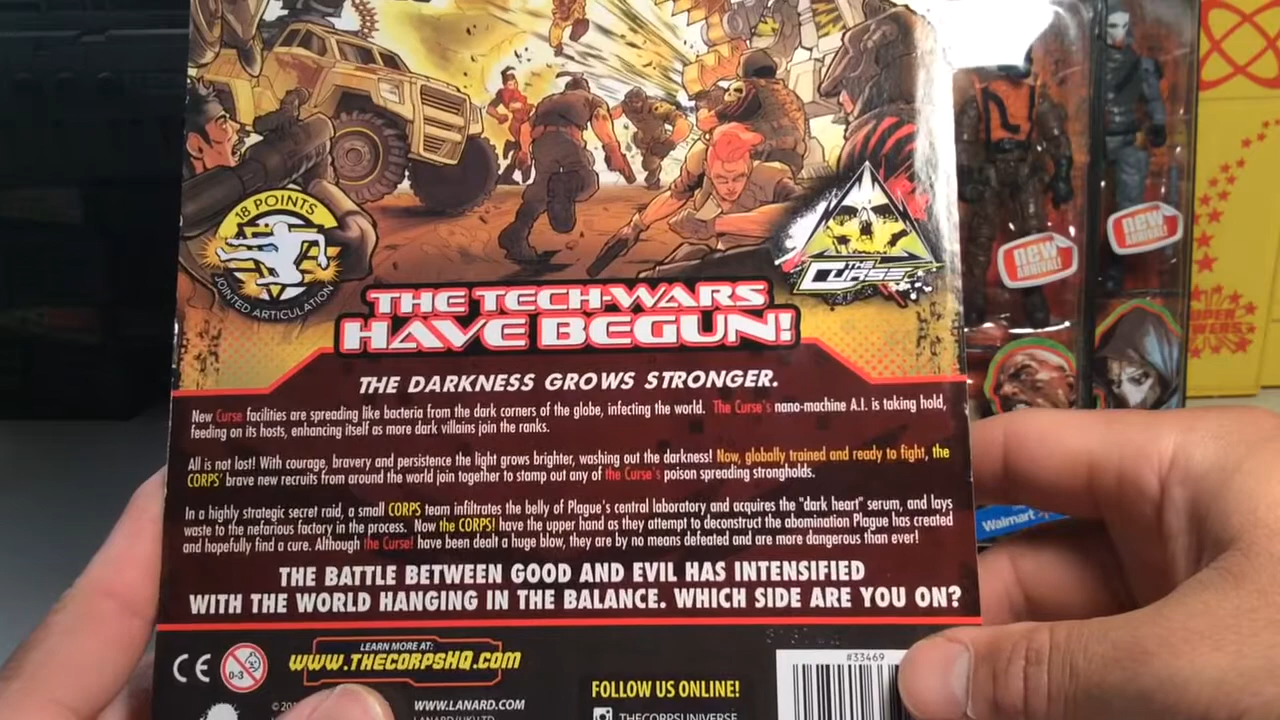 18 POINTS
JOINTED ARTICULATION
THE CURSE
new ARRIVAL!
new ARRIVAL!
THE TECH-WARS
HAVE BEGUN!
THE DARKNESS GROWS STRONGER.
New Curse facilities are spreading like bacteria from the dark corners of the globe, infecting the world. The Curse's nano-machine A.I. is taking hold,
feeding on its hosts, enhancing itself as more dark villains join the ranks.
All is not lost! With courage, bravery and persistence the light grows brighter, washing out the darkness! Now, globally trained and ready to fight, the
CORPS' brave new recruits from around the world join together to stamp out any of the Curse's poison spreading strongholds.
In a highly strategic secret raid, a small CORPS team infiltrates the belly of Plague's central laboratory and acquires the "dark heart" serum, and lays
waste to the nefarious factory in the process. Now the CORPS! have the upper hand as they attempt to deconstruct the abomination Plague has created
and hopefully find a cure. Although the Curse! have been dealt a huge blow, they are by no means defeated and are more dangerous than ever!
THE BATTLE BETWEEN GOOD AND EVIL HAS INTENSIFIED
WITH THE WORLD HANGING IN THE BALANCE. WHICH SIDE ARE YOU ON?
Walmart
CE
0-3
LEARN MORE AT:
WWW.THECORPSHQ.COM
WWW.LANARD.COM
LANARD (UK) LTD
FOLLOW US ONLINE!
THECORPSUNIVERSE
#33469